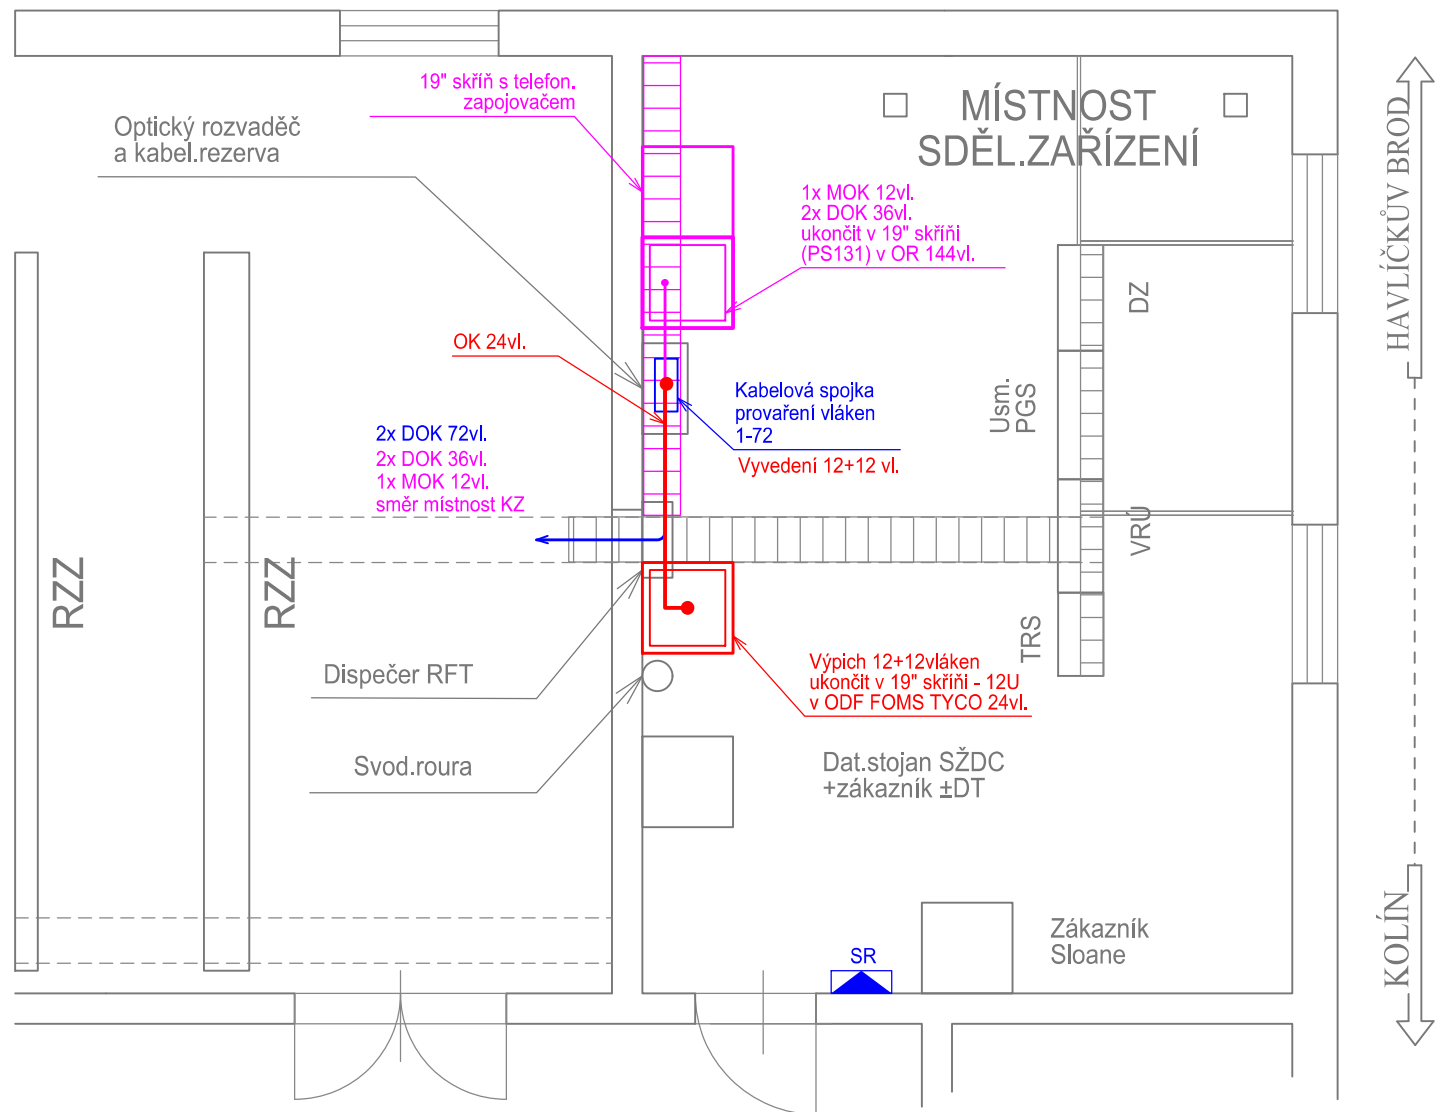 19" skříň s telefon.
zapojovačem
Optický rozvaděč
a kabel.rezerva
MÍSTNOST
SDĚL.ZAŘÍZENÍ
1x MOK 12vl.
2x DOK 36vl.
ukončit v 19" skříňi
(PS131) v OR 144vl.
HAVLÍČKŮV BROD
DZ
OK 24vl.
Kabelová spojka
provaření vláken
1-72
Vyvedení 12+12 vl.
Usm.
PGS
2x DOK 72vl.
2x DOK 36vl.
1x MOK 12vl.
směr místnost KZ
VRÚ
RZZ
RZZ
TRS
Dispečer RFT
Výpich 12+12vláken
ukončit v 19" skříňi - 12U
v ODF FOMS TYCO 24vl.
Svod.roura
Dat.stojan SŽDC
+zákazník ±DT
Zákazník
Sloane
SR
KOLÍN